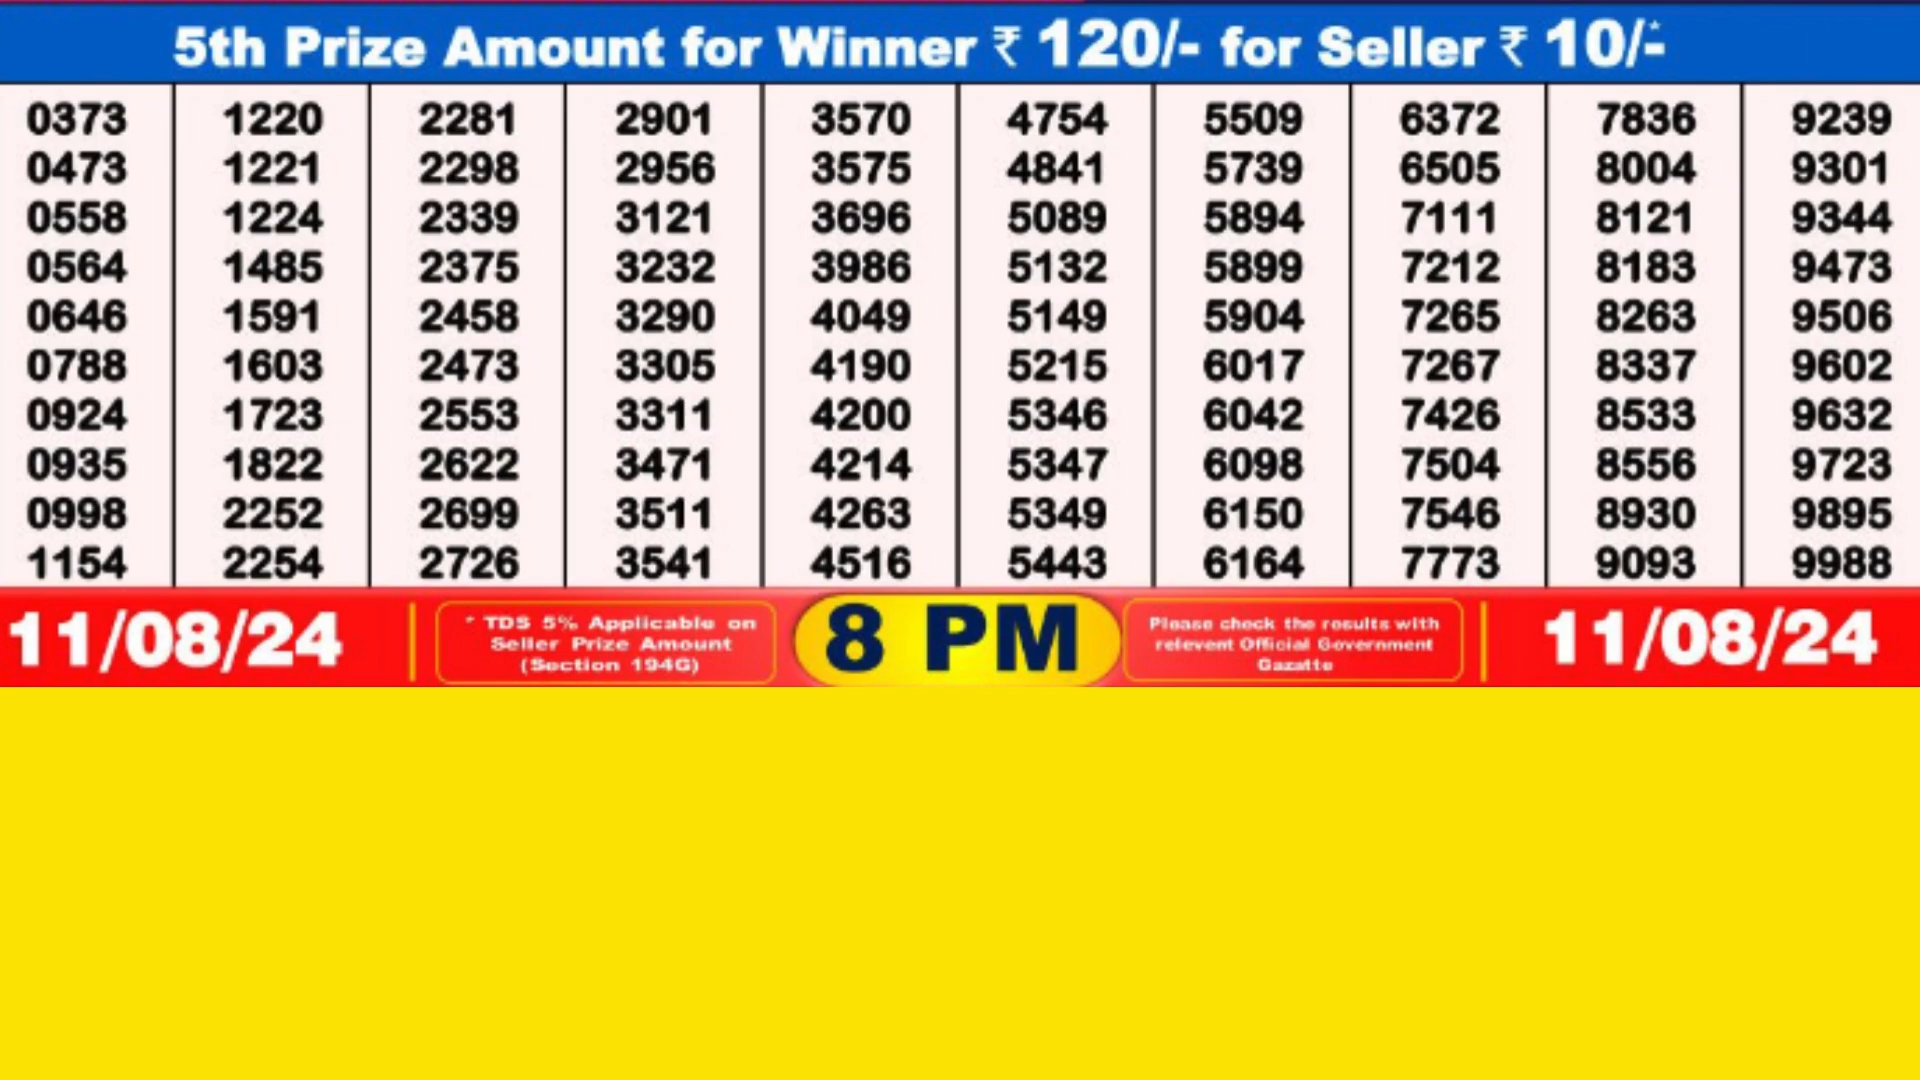 5th Prize Amount for Winner ₹ 120/- for Seller ₹ 10/-*
0373 1220 2281 2901 3570 4754 5509 6372 7836 9239
0473 1221 2298 2956 3575 4841 5739 6505 8004 9301
0558 1224 2339 3121 3696 5089 5894 7111 8121 9344
0564 1485 2375 3232 3986 5132 5899 7212 8183 9473
0646 1591 2458 3290 4049 5149 5904 7265 8263 9506
0788 1603 2473 3305 4190 5215 6017 7267 8337 9602
0924 1723 2553 3311 4200 5346 6042 7426 8533 9632
0935 1822 2622 3471 4214 5347 6098 7504 8556 9723
0998 2252 2699 3511 4263 5349 6150 7546 8930 9895
1154 2254 2726 3541 4516 5443 6164 7773 9093 9988
11/08/24
* TDS 5% Applicable on
Seller Prize Amount
(Section 194G)
8 PM
Please check the results with
relevent Official Government
Gazatte
11/08/24